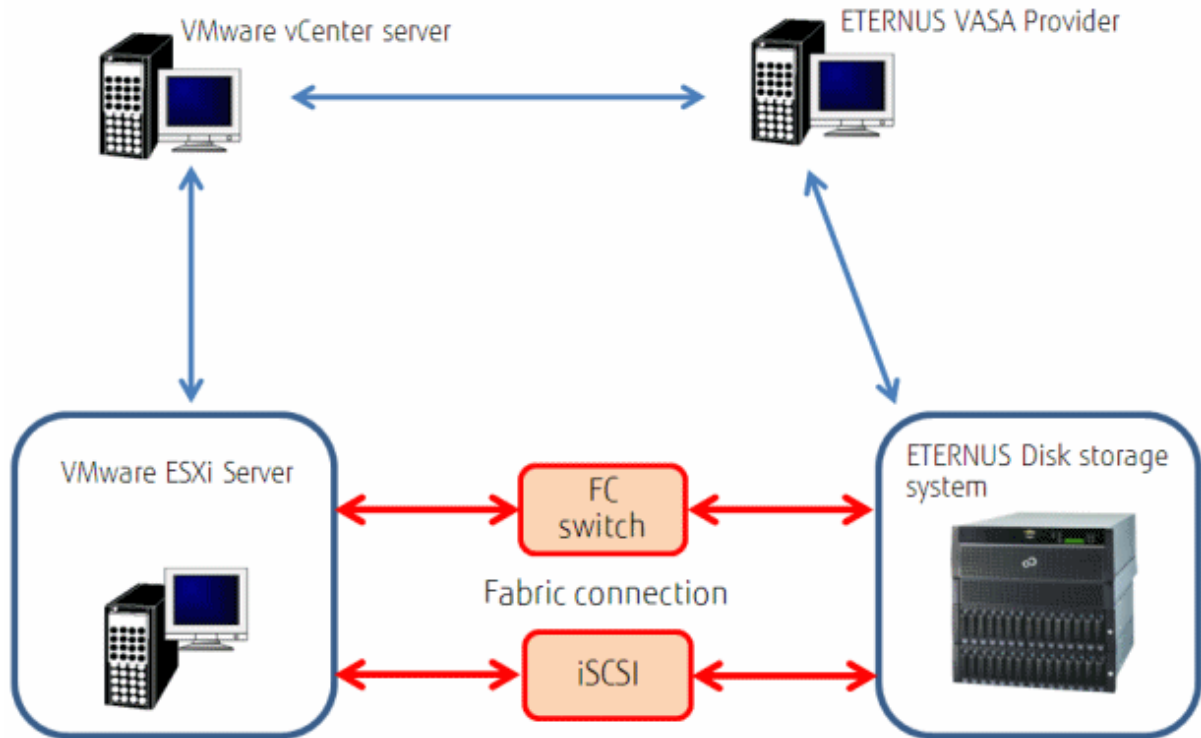 VMware vCenter server
ETERNUS VASA Provider
VMware ESXi Server
ETERNUS Disk storage
system
FC
switch
Fabric connection
iSCSI